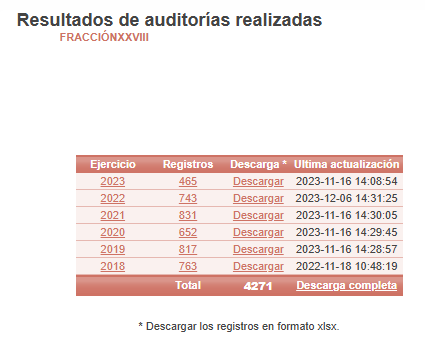 Resultados de auditorías realizadas
FRACCIÓNXXVIII
Ejercicio Registros Descarga * Ultima actualización
2023 465 Descargar 2023-11-16 14:08:54
2022 743 Descargar 2023-12-06 14:31:25
2021 831 Descargar 2023-11-16 14:30:05
2020 652 Descargar 2023-11-16 14:29:45
2019 817 Descargar 2023-11-16 14:28:57
2018 763 Descargar 2022-11-18 10:48:19
Total 4271 Descarga completa
* Descargar los registros en formato xlsx.